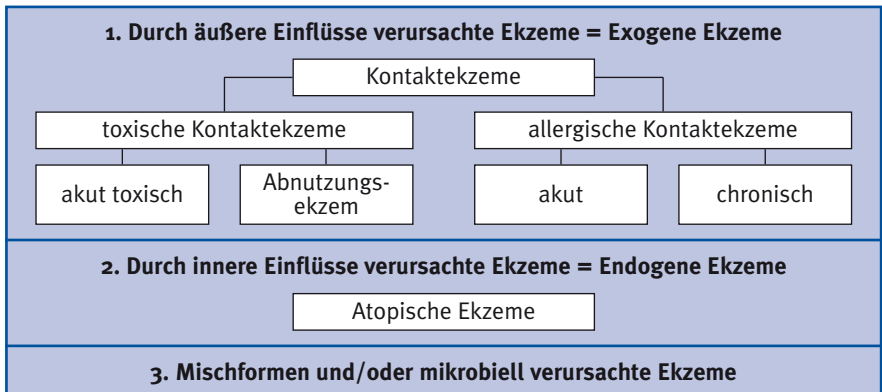 1. Durch äußere Einflüsse verursachte Ekzeme = Exogene Ekzeme
Kontaktekzeme
toxische Kontaktekzeme
allergische Kontaktekzeme
akut toxisch
Abnutzungs-
ekzem
akut
chronisch
2. Durch innere Einflüsse verursachte Ekzeme = Endogene Ekzeme
Atopische Ekzeme
3. Mischformen und/oder mikrobiell verursachte Ekzeme